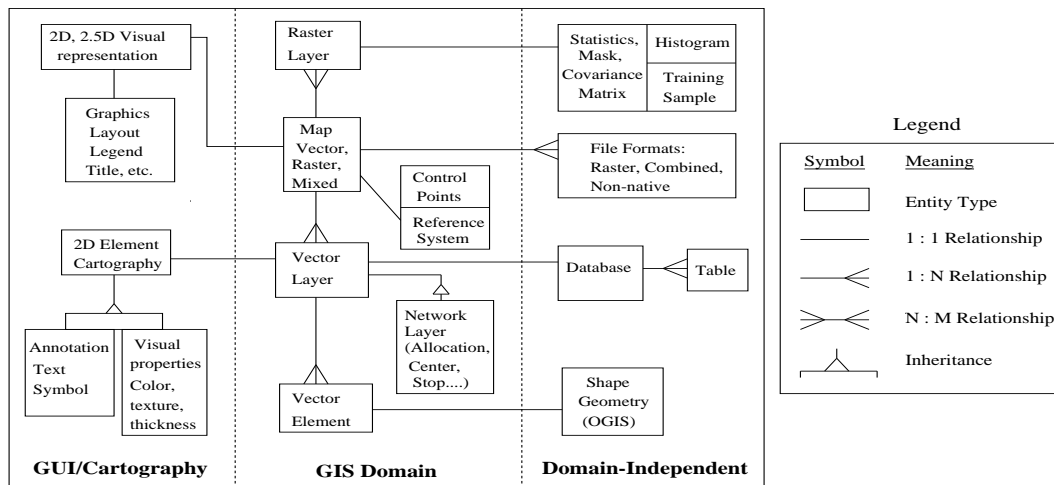 2D, 2.5D Visual
representation
Graphics
Layout
Legend
Title, etc.
2D Element
Cartography
Annotation
Text
Symbol
Visual
properties
Color,
texture,
thickness
GUI/Cartography
Raster
Layer
Map
Vector,
Raster,
Mixed
Control
Points
Reference
System
Vector
Layer
Network
Layer
(Allocation,
Center,
Stop....)
Vector
Element
GIS Domain
Statistics,
Mask,
Covariance
Matrix
Histogram
Training
Sample
File Formats:
Raster, Combined,
Non-native
Database
Table
Shape
Geometry
(OGIS)
Domain-Independent
Legend
Symbol Meaning
Entity Type
1 : 1 Relationship
1 : N Relationship
N : M Relationship
Inheritance